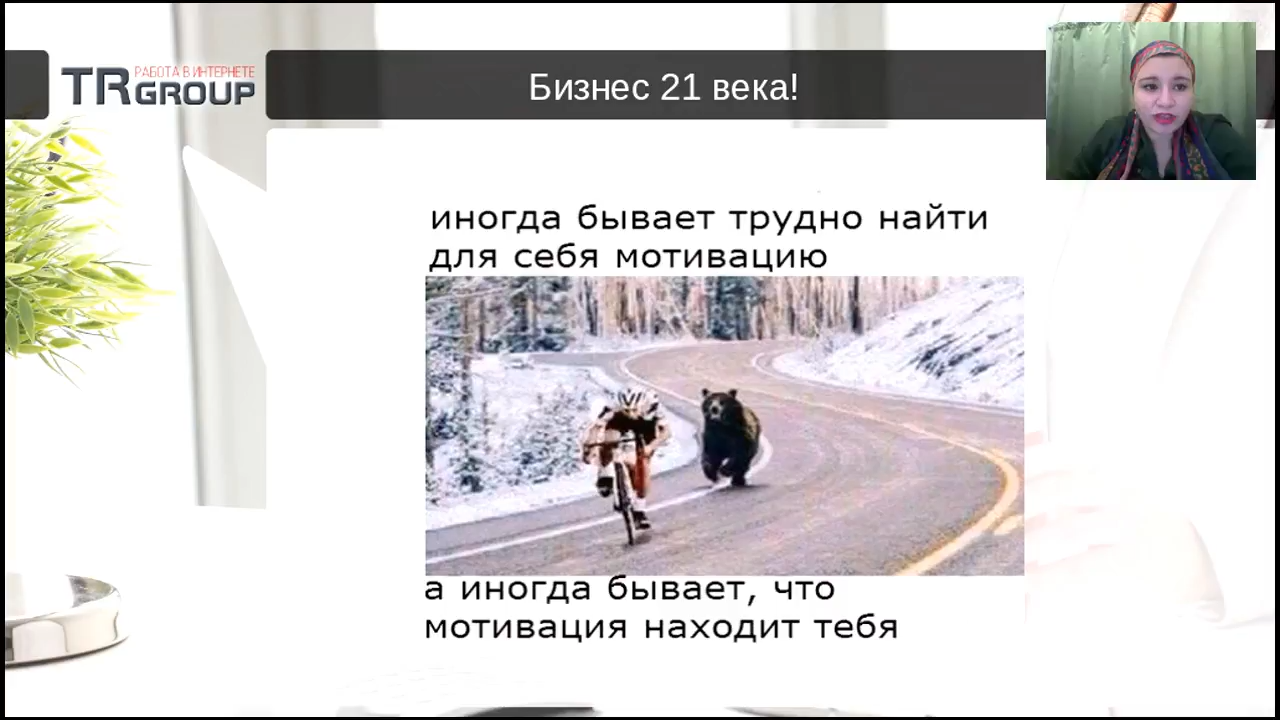 РАБОТА В ИНТЕРНЕТЕ
TR GROUP
Бизнес 21 века!
иногда бывает трудно найти
для себя мотивацию
а иногда бывает, что
мотивация находит тебя